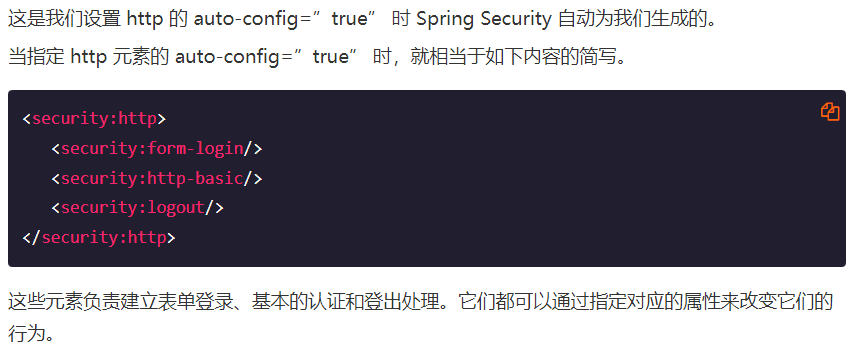 这是我们设置 http 的 auto-config=”true” 时 Spring Security 自动为我们生成的。
当指定 http 元素的 auto-config=”true” 时，就相当于如下内容的简写。
<security:http>
   <security:form-login/>
   <security:http-basic/>
   <security:logout/>
</security:http>
这些元素负责建立表单登录、基本的认证和登出处理。它们都可以通过指定对应的属性来改变它们的
行为。